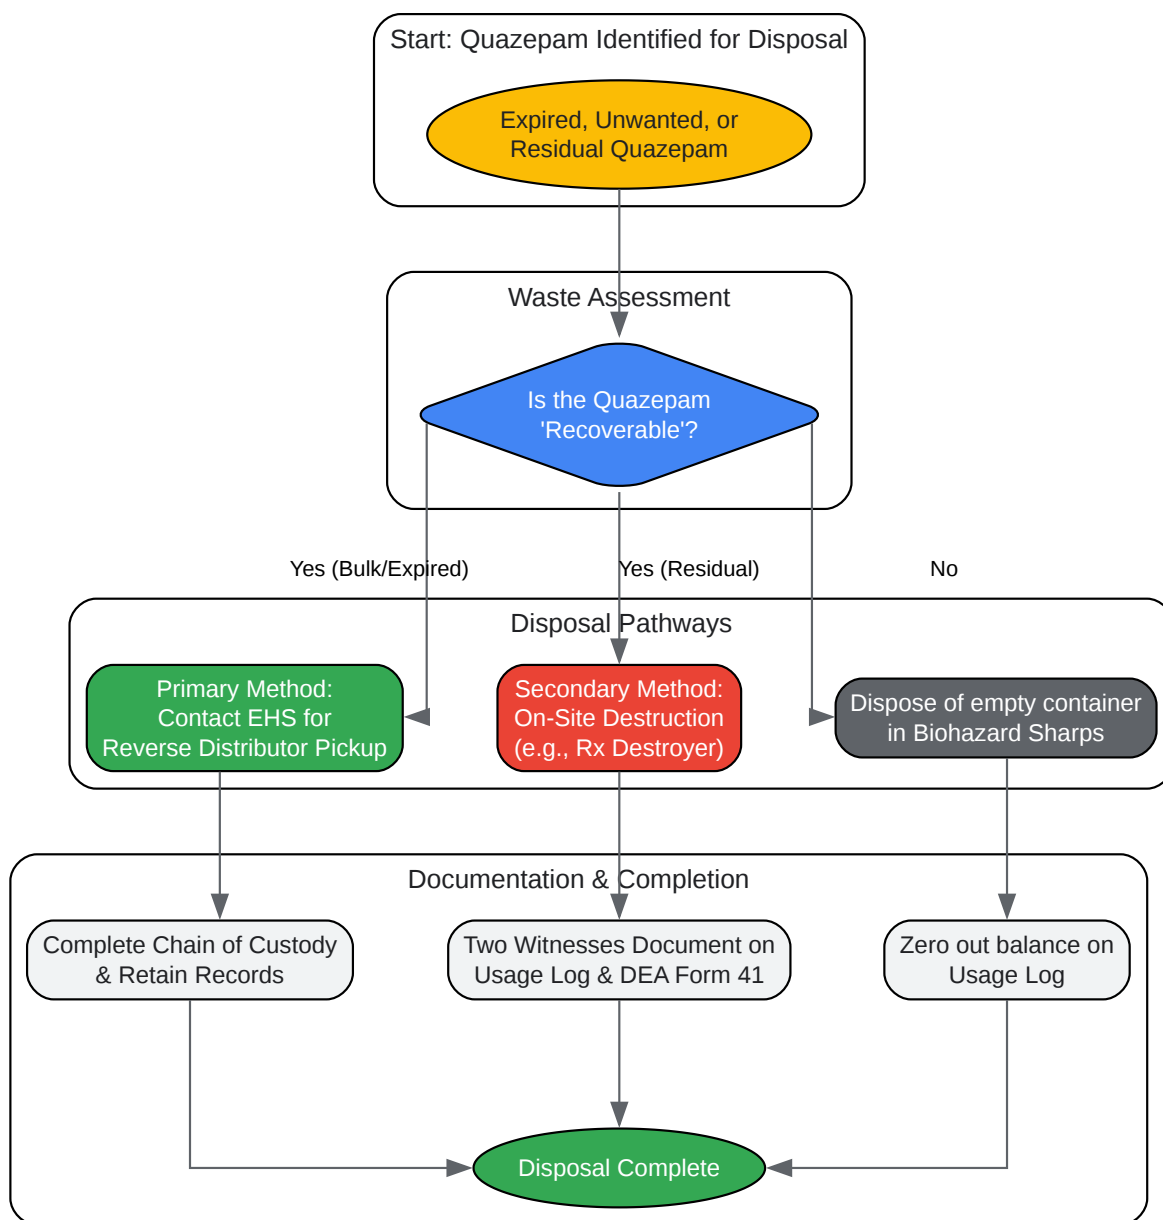 Start: Quazepam Identified for Disposal
Expired, Unwanted, or
Residual Quazepam
Waste Assessment
Is the Quazepam
'Recoverable'?
Yes (Bulk/Expired)
Yes (Residual)
No
Disposal Pathways
Primary Method:
Contact EHS for
Reverse Distributor Pickup
Secondary Method:
On-Site Destruction
(e.g., Rx Destroyer)
Dispose of empty container
in Biohazard Sharps
Documentation & Completion
Complete Chain of Custody
& Retain Records
Two Witnesses Document on
Usage Log & DEA Form 41
Zero out balance on
Usage Log
Disposal Complete